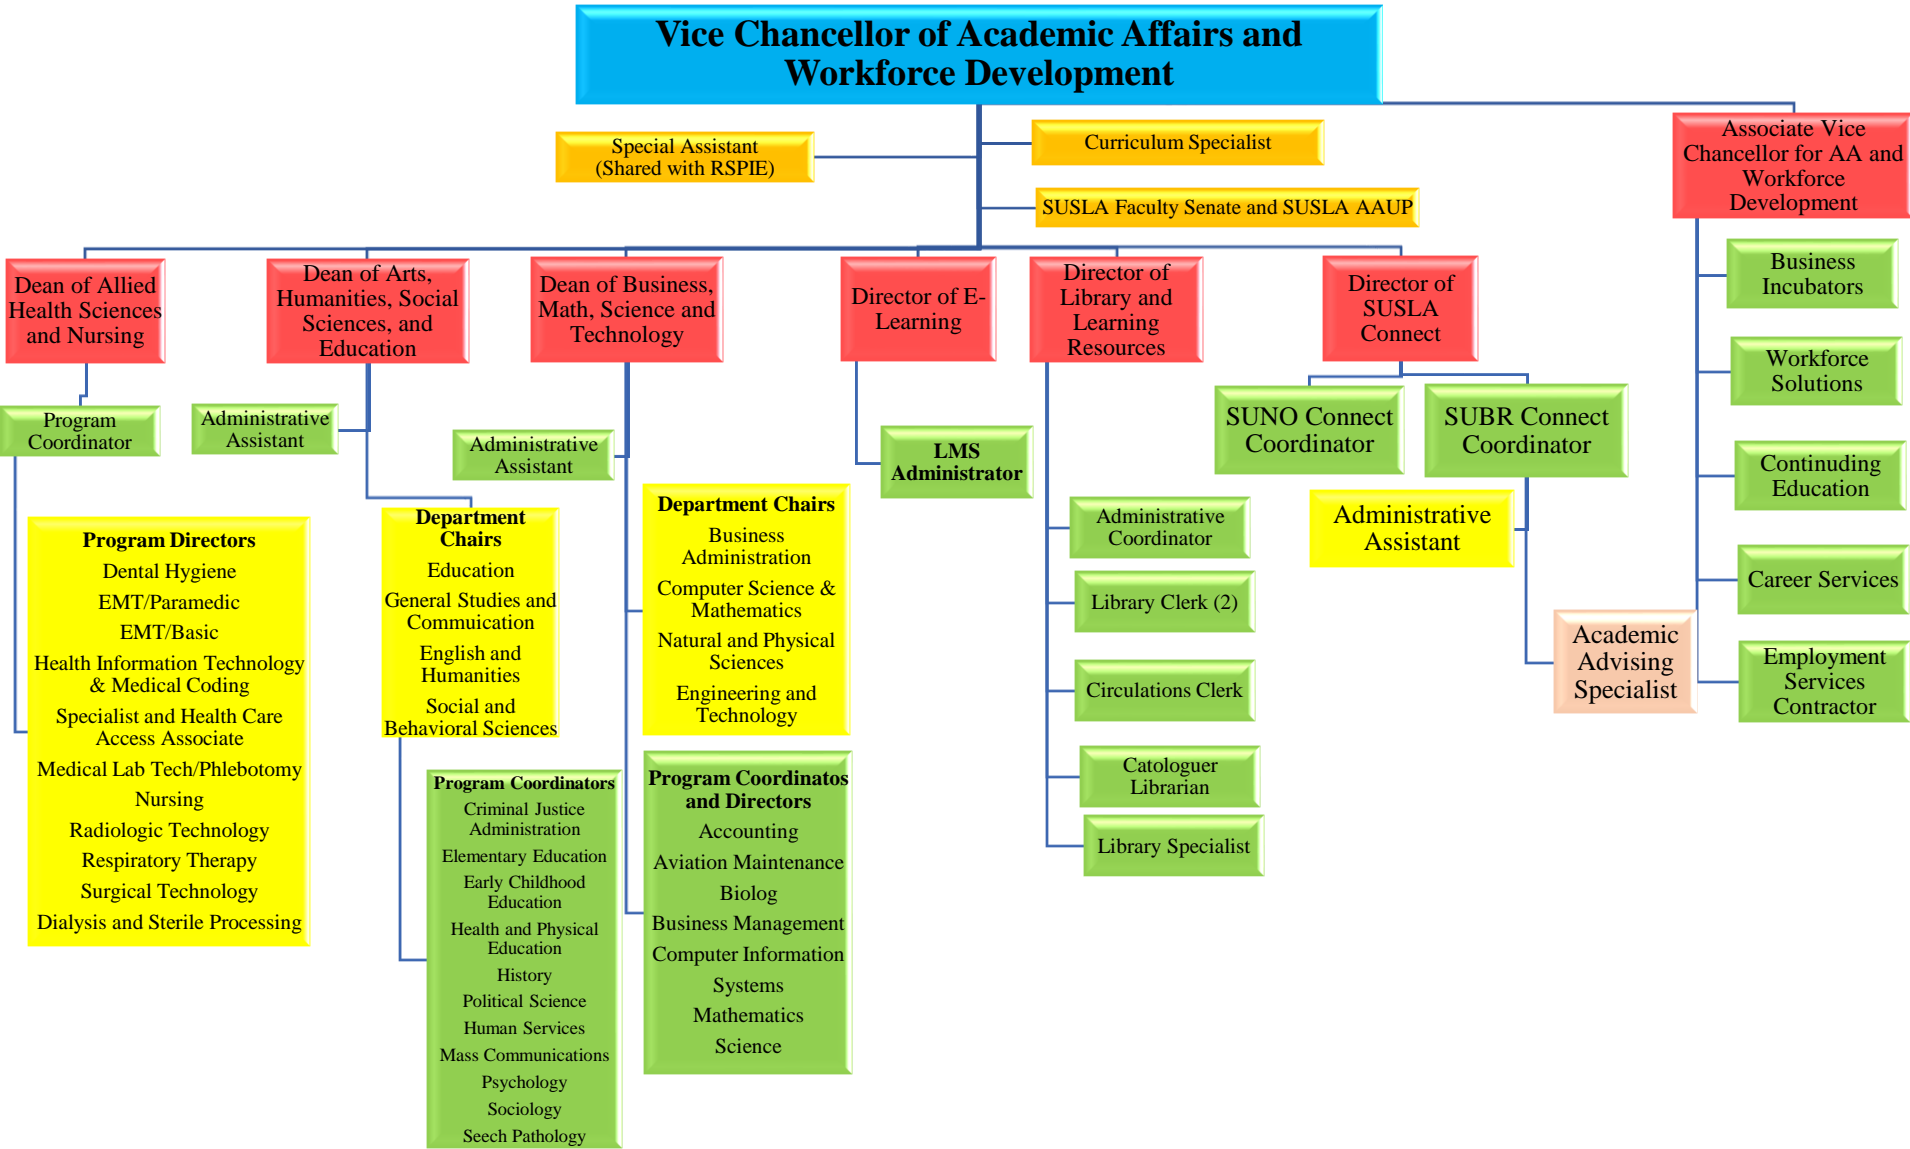 Vice Chancellor of Academic Affairs and
Workforce Development
Special Assistant
(Shared with RSPIE)
Curriculum Specialist
SUSLA Faculty Senate and SUSLA AAUP
Associate Vice
Chancellor for AA and
Workforce
Development
Dean of Allied
Health Sciences
and Nursing
Dean of Arts,
Humanities, Social
Sciences, and
Education
Dean of Business,
Math, Science and
Technology
Director of E-
Learning
Director of
Library and
Learning
Resources
Director of
SUSLA
Connect
Program
Coordinator
Program Directors
Dental Hygiene
EMT/Paramedic
EMT/Basic
Health Information Technology
& Medical Coding
Specialist and Health Care
Access Associate
Medical Lab Tech/Phlebotomy
Nursing
Radiologic Technology
Respiratory Therapy
Surgical Technology
Dialysis and Sterile Processing
Administrative
Assistant
Department
Chairs
Education
General Studies and
Commuication
English and
Humanities
Social and
Behavioral Sciences
Program Coordinators
Criminal Justice
Administration
Elementary Education
Early Childhood
Education
Health and Physical
Education
History
Political Science
Human Services
Mass Communications
Psychology
Sociology
Seech Pathology
Administrative
Assistant
Department Chairs
Business
Administration
Computer Science &
Mathematics
Natural and Physical
Sciences
Engineering and
Technology
Program Coordinatos
and Directors
Accounting
Aviation Maintenance
Biolog
Business Management
Computer Information
Systems
Mathematics
Science
LMS
Administrator
Administrative
Coordinator
Library Clerk (2)
Circulations Clerk
Catologuer
Librarian
Library Specialist
SUNO Connect
Coordinator
SUBR Connect
Coordinator
Administrative
Assistant
Academic
Advising
Specialist
Business
Incubators
Workforce
Solutions
Continuding
Education
Career Services
Employment
Services
Contractor